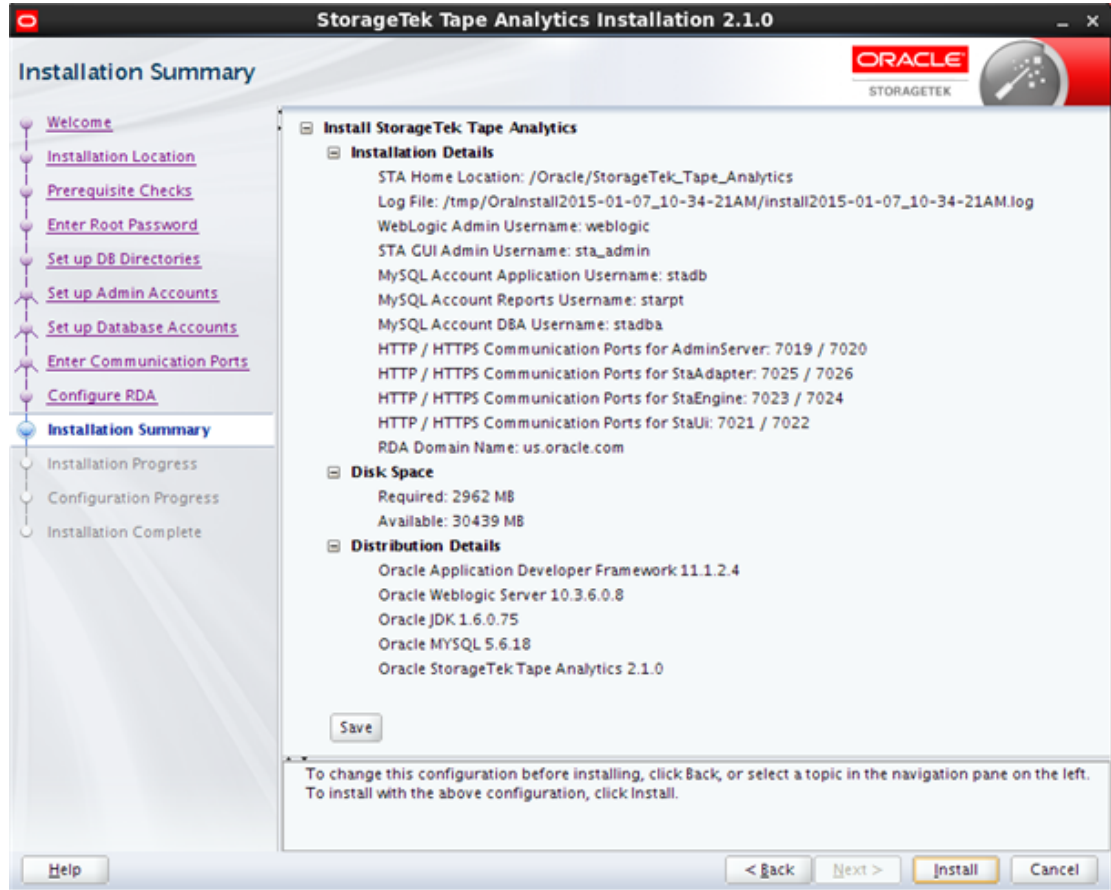 StorageTek Tape Analytics Installation 2.1.0
Installation Summary
ORACLE
STORAGETEK
Welcome
Installation Location
Prerequisite Checks
Enter Root Password
Set up DB Directories
Set up Admin Accounts
Set up Database Accounts
Enter Communication Ports
Configure RDA
Installation Summary
Installation Progress
Configuration Progress
Installation Complete
Install StorageTek Tape Analytics
Installation Details
STA Home Location: /Oracle/StorageTek_Tape_Analytics
Log File: /tmp/OraInstall2015-01-07_10-34-21AM/install2015-01-07_10-34-21AM.log
WebLogic Admin Username: weblogic
STA GUI Admin Username: sta_admin
MySQL Account Application Username: stadb
MySQL Account Reports Username: starpt
MySQL Account DBA Username: stadba
HTTP / HTTPS Communication Ports for AdminServer: 7019 / 7020
HTTP / HTTPS Communication Ports for StaAdapter: 7025 / 7026
HTTP / HTTPS Communication Ports for StaEngine: 7023 / 7024
HTTP / HTTPS Communication Ports for StaUi: 7021 / 7022
RDA Domain Name: us.oracle.com
Disk Space
Required: 2962 MB
Available: 30439 MB
Distribution Details
Oracle Application Developer Framework 11.1.2.4
Oracle Weblogic Server 10.3.6.0.8
Oracle JDK 1.6.0.75
Oracle MYSQL 5.6.18
Oracle StorageTek Tape Analytics 2.1.0
Save
To change this configuration before installing, click Back, or select a topic in the navigation pane on the left.
To install with the above configuration, click Install.
Help
< Back
Next >
Install
Cancel